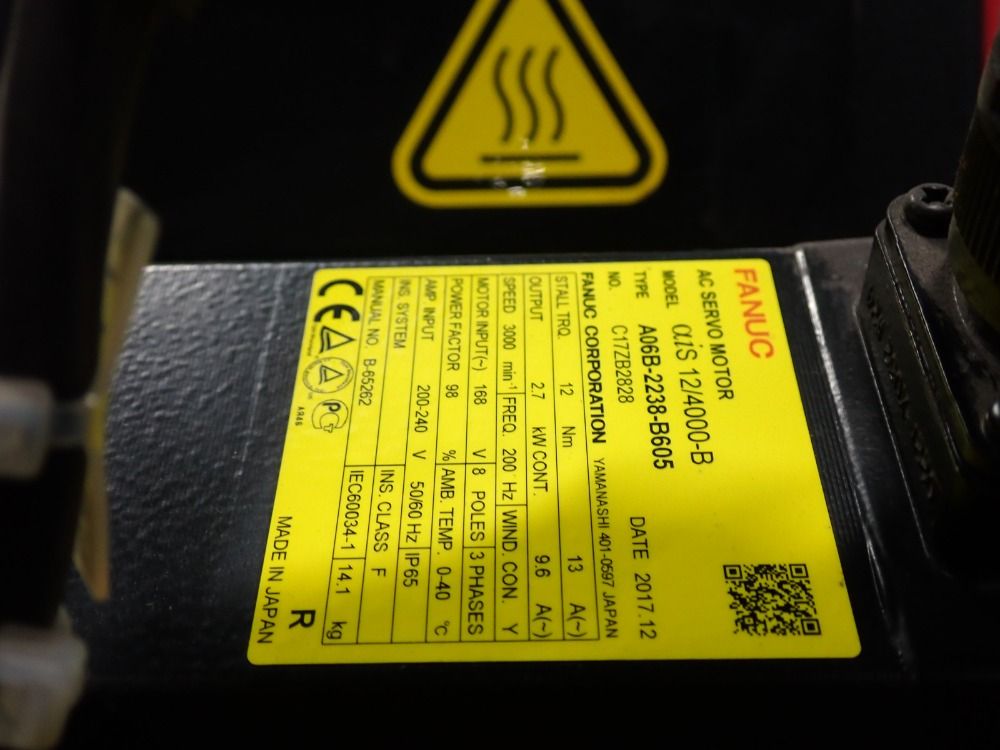 FANUC
AC SERVO MOTOR
MODEL αiS 12/4000-B
TYPE A06B-2238-B605 DATE 2017.12
NO. C17ZB2828
FANUC CORPORATION YAMANASHI 401-0597 JAPAN
STALL TRQ. 12 Nm 13 A(~)
OUTPUT 2.7 kW CONT. 9.6 A(~)
SPEED 3000 min⁻¹ FREQ. 200 Hz WIND. CON. Y
MOTOR INPUT(~) 168 V 8 POLES 3 PHASES
POWER FACTOR 98 % AMB. TEMP. 0-40 °C
AMP INPUT 200-240 V 50/60 Hz IP65
INS. SYSTEM INS. CLASS F
MANUAL NO. B-65262 IEC60034-1 14.1 kg
CE
AR46
R
MADE IN JAPAN